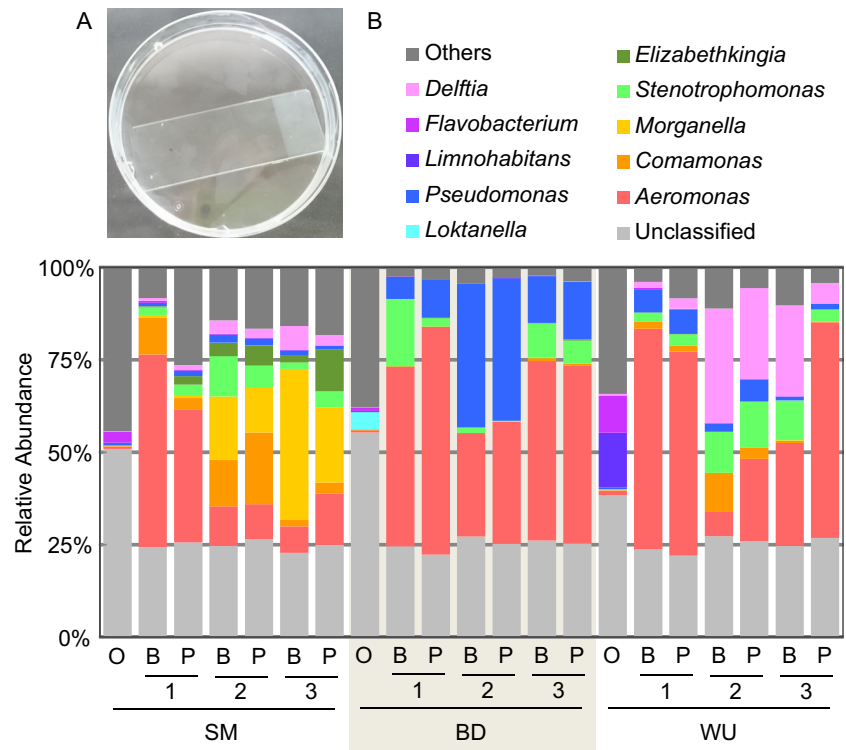 A
B
Others
Delftia
Flavobacterium
Limnohabitans
Pseudomonas
Loktanella
Elizabethkingia
Stenotrophomonas
Morganella
Comamonas
Aeromonas
Unclassified
Relative Abundance
100%
75%
50%
25%
0%
O B P B P B P O B P B P B P O B P B P B P
1 2 3 1 2 3 1 2 3
SM BD WU